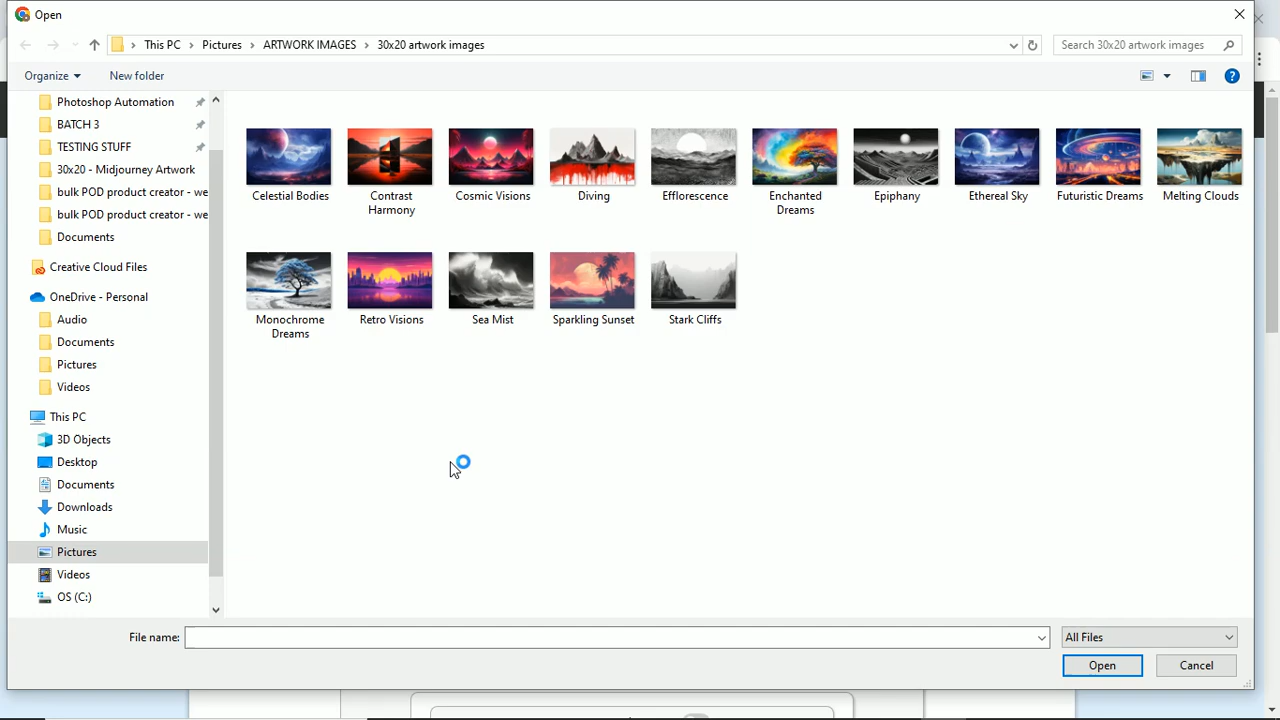 Open
This PC
Pictures
ARTWORK IMAGES
30x20 artwork images
Search 30x20 artwork images
Organize
New folder
Photoshop Automation
BATCH 3
TESTING STUFF
30x20 - Midjourney Artwork
bulk POD product creator - we
bulk POD product creator - we
Documents
Creative Cloud Files
OneDrive - Personal
Audio
Documents
Pictures
Videos
This PC
3D Objects
Desktop
Documents
Downloads
Music
Pictures
Videos
OS (C:)
Celestial Bodies
Contrast
Harmony
Cosmic Visions
Diving
Efflorescence
Enchanted
Dreams
Epiphany
Ethereal Sky
Futuristic Dreams
Melting Clouds
Monochrome
Dreams
Retro Visions
Sea Mist
Sparkling Sunset
Stark Cliffs
File name:
All Files
Open
Cancel